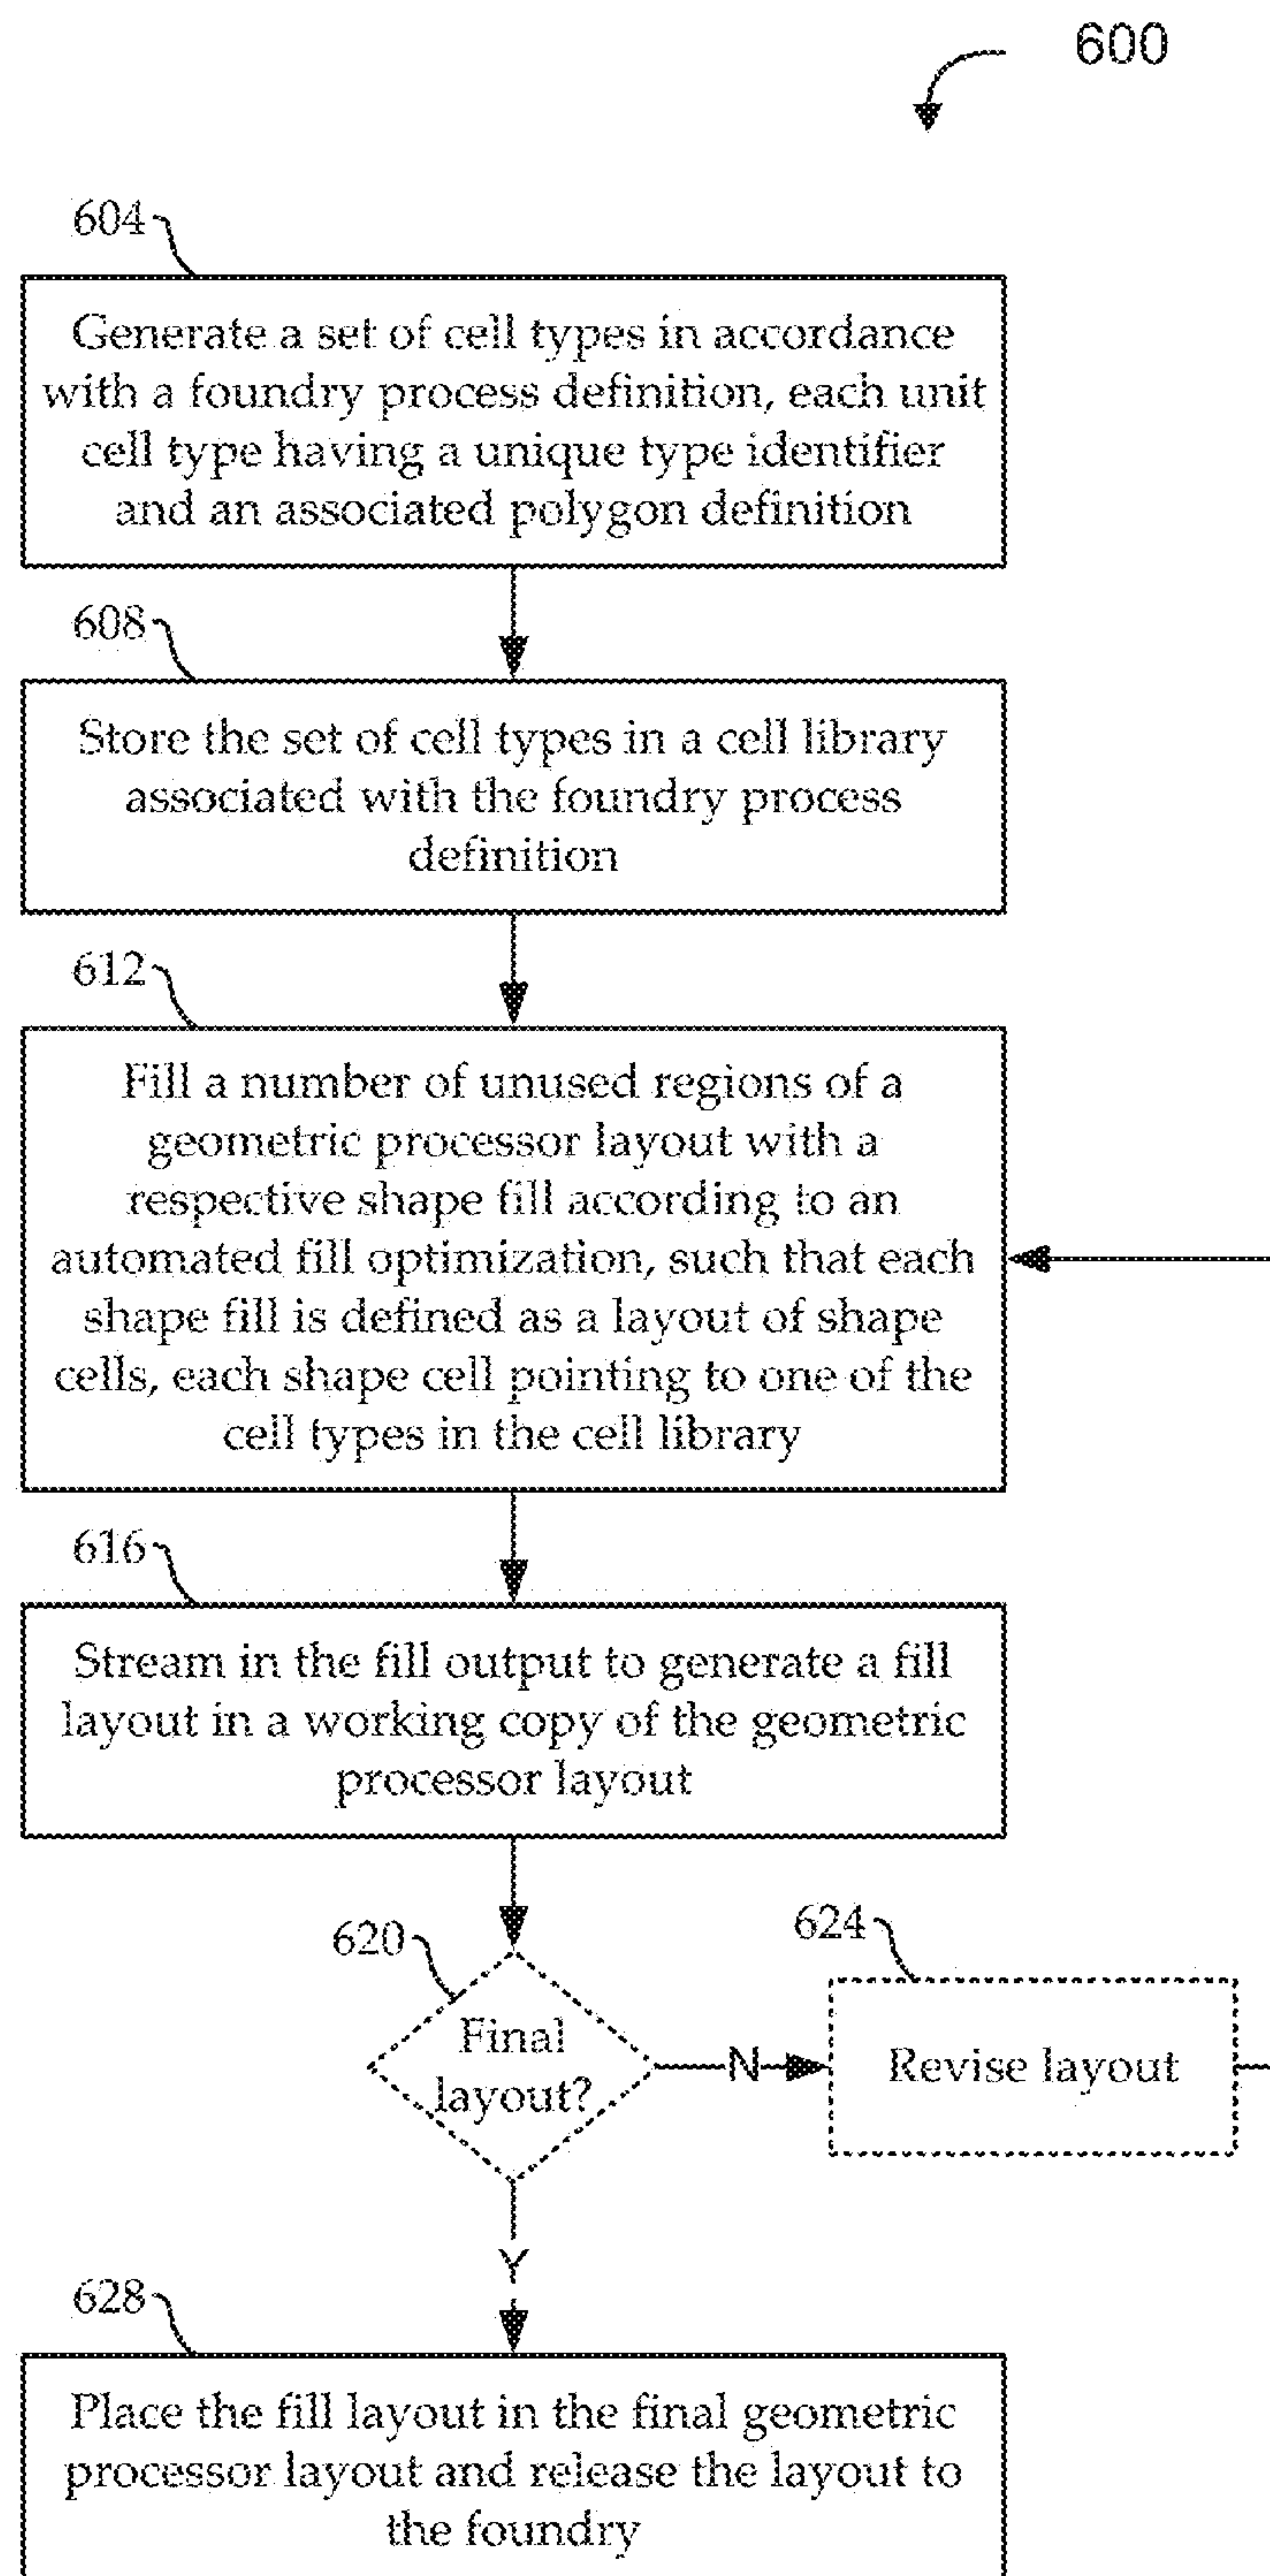 600
604
Generate a set of cell types in accordance
with a foundry process definition, each unit
cell type having a unique type identifier
and an associated polygon definition
608
Store the set of cell types in a cell library
associated with the foundry process
definition
612
Fill a number of unused regions of a
geometric processor layout with a
respective shape fill according to an
automated fill optimization, such that each
shape fill is defined as a layout of shape
cells, each shape cell pointing to one of the
cell types in the cell library
616
Stream in the fill output to generate a fill
layout in a working copy of the geometric
processor layout
620
Final
layout?
N
624
Revise layout
Y
628
Place the fill layout in the final geometric
processor layout and release the layout to
the foundry